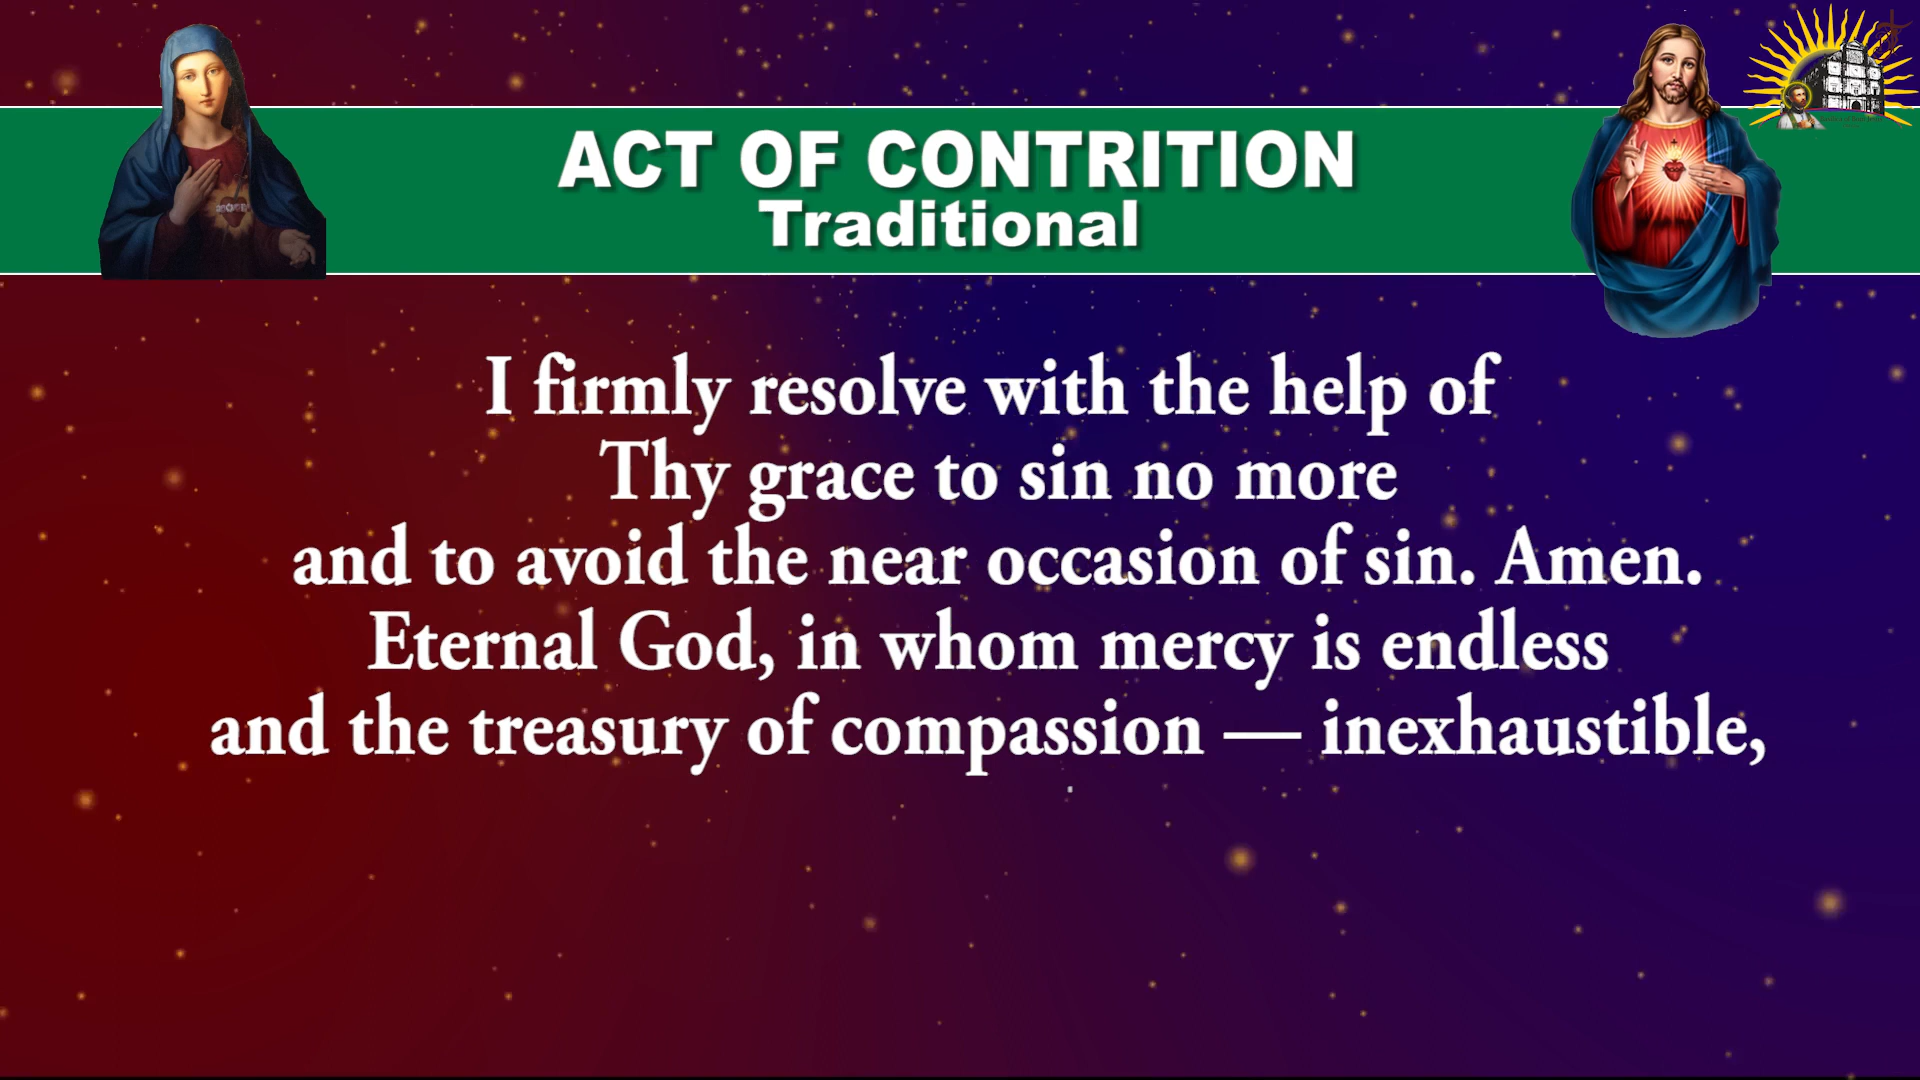 ACT OF CONTRITION
Traditional
I firmly resolve with the help of
Thy grace to sin no more
and to avoid the near occasion of sin. Amen.
Eternal God, in whom mercy is endless
and the treasury of compassion — inexhaustible,